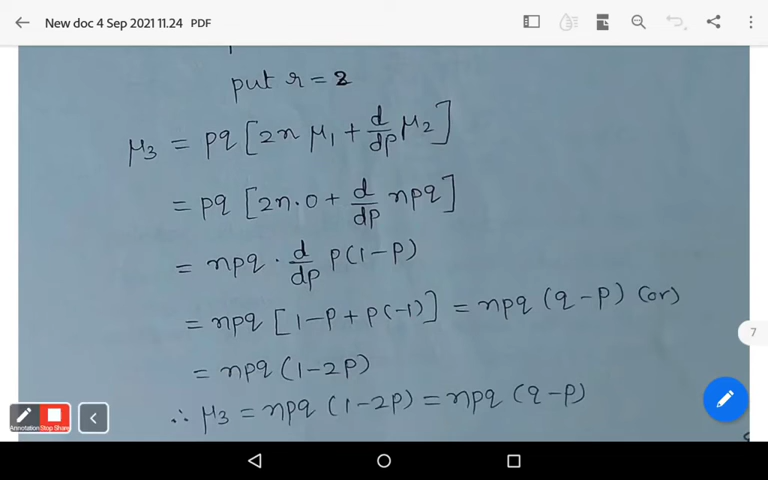 New doc 4 Sep 2021 11.24 PDF
put r = 2
μ₃ = pq [2n μ₁ + d/dp μ₂]
= pq [2n·0 + d/dp npq]
= npq · d/dp p(1-p)
= npq [1-p + p(-1)] = npq (q-p) (or)
= npq (1-2p)
∴ μ₃ = npq (1-2p) = npq (q-p)
7
Annotation Stop Share